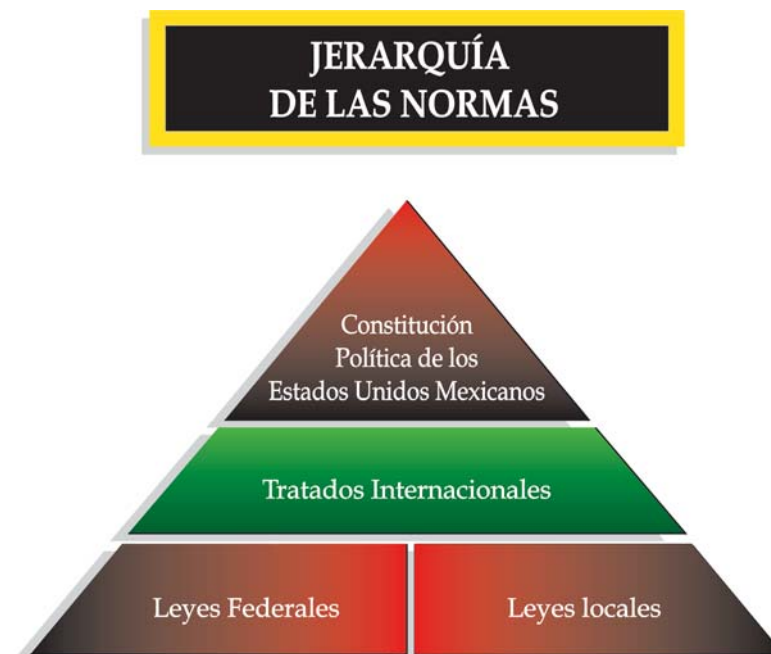 JERARQUÍA
DE LAS NORMAS
Constitución
Política de los
Estados Unidos Mexicanos
Tratados Internacionales
Leyes Federales
Leyes locales